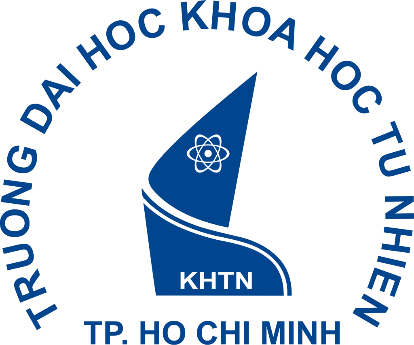 TRUONG DAI HOC KHOA HOC TU NHIEN
KHTN
TP. HO CHI MINH